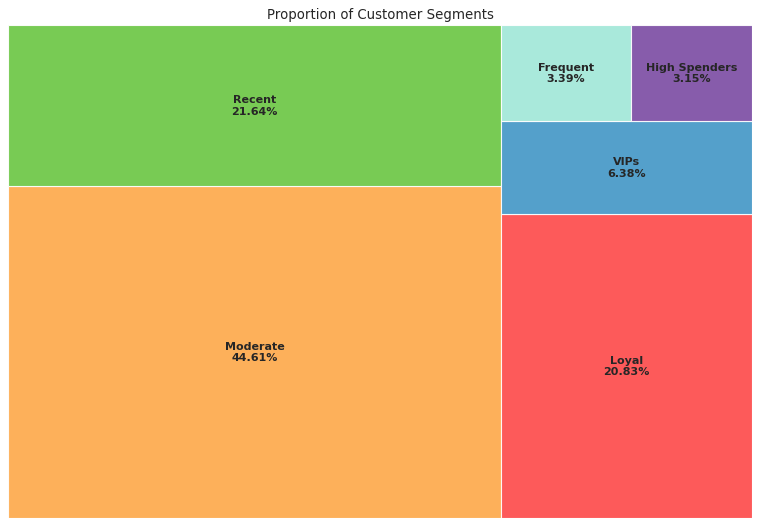 Proportion of Customer Segments
Recent
21.64%
Frequent
3.39%
High Spenders
3.15%
VIPs
6.38%
Moderate
44.61%
Loyal
20.83%